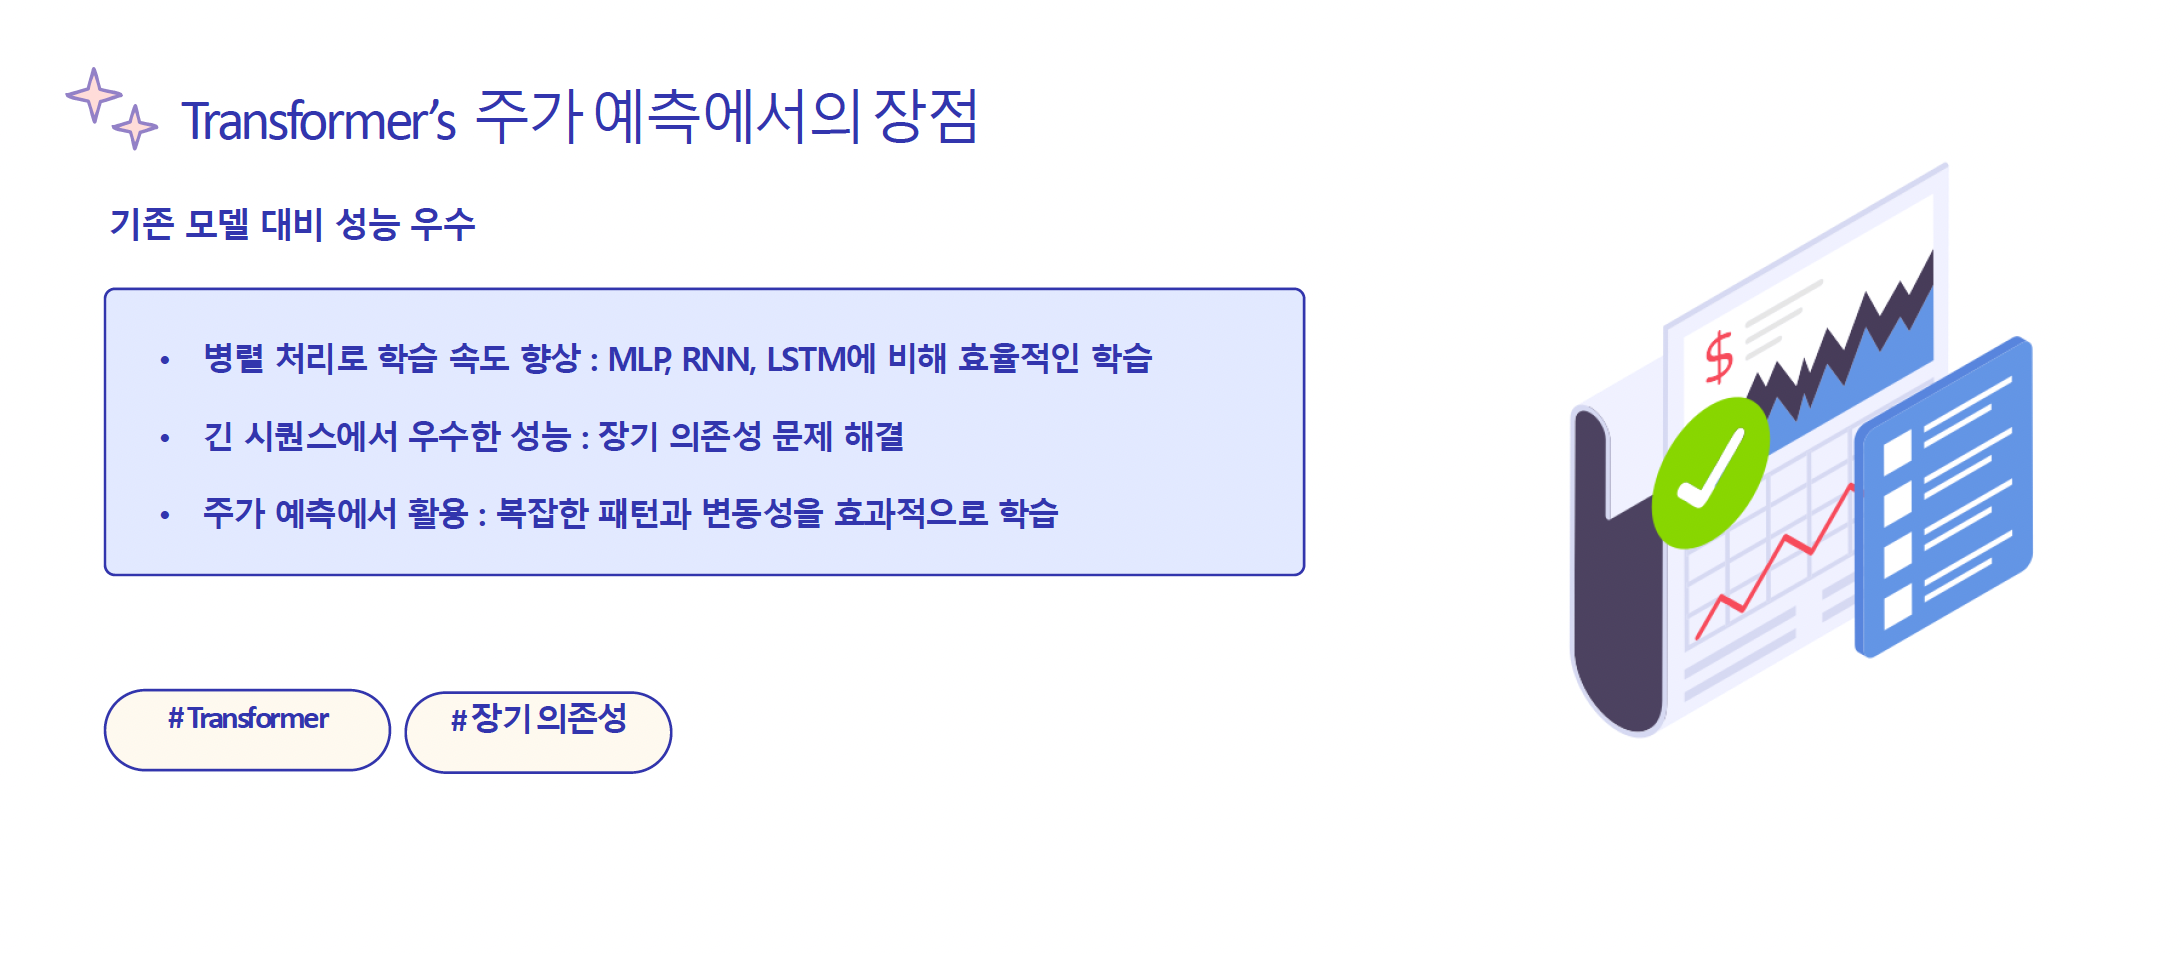 Transformer’s 주가 예측에서의 장점
기존 모델 대비 성능 우수
• 병렬 처리로 학습 속도 향상 : MLP, RNN, LSTM에 비해 효율적인 학습
• 긴 시퀀스에서 우수한 성능 : 장기 의존성 문제 해결
• 주가 예측에서 활용 : 복잡한 패턴과 변동성을 효과적으로 학습
$
# Transformer
# 장기 의존성